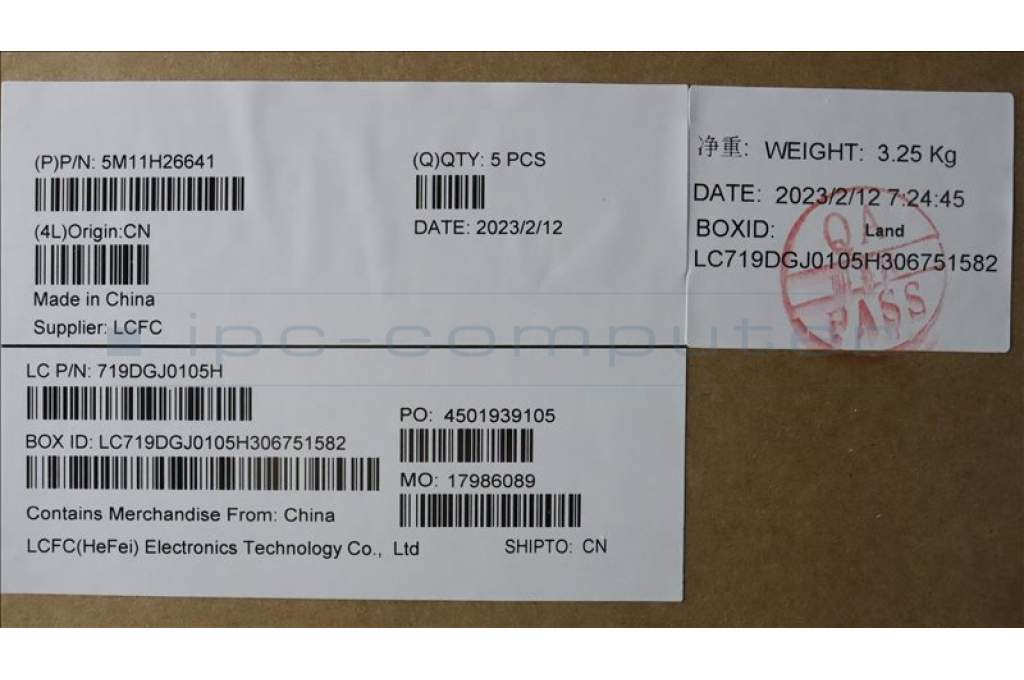 (P)P/N: 5M11H26641
(Q)QTY: 5 PCS
(4L)Origin:CN
DATE: 2023/2/12
Made in China
Supplier: LCFC
净重: WEIGHT: 3.25 Kg
DATE: 2023/2/12 7:24:45
BOXID: Land
LC719DGJ0105H306751582
QA
PASS
ipc-computer
LC P/N: 719DGJ0105H
PO: 4501939105
BOX ID: LC719DGJ0105H306751582
MO: 17986089
Contains Merchandise From: China
LCFC(HeFei) Electronics Technology Co., Ltd SHIPTO: CN